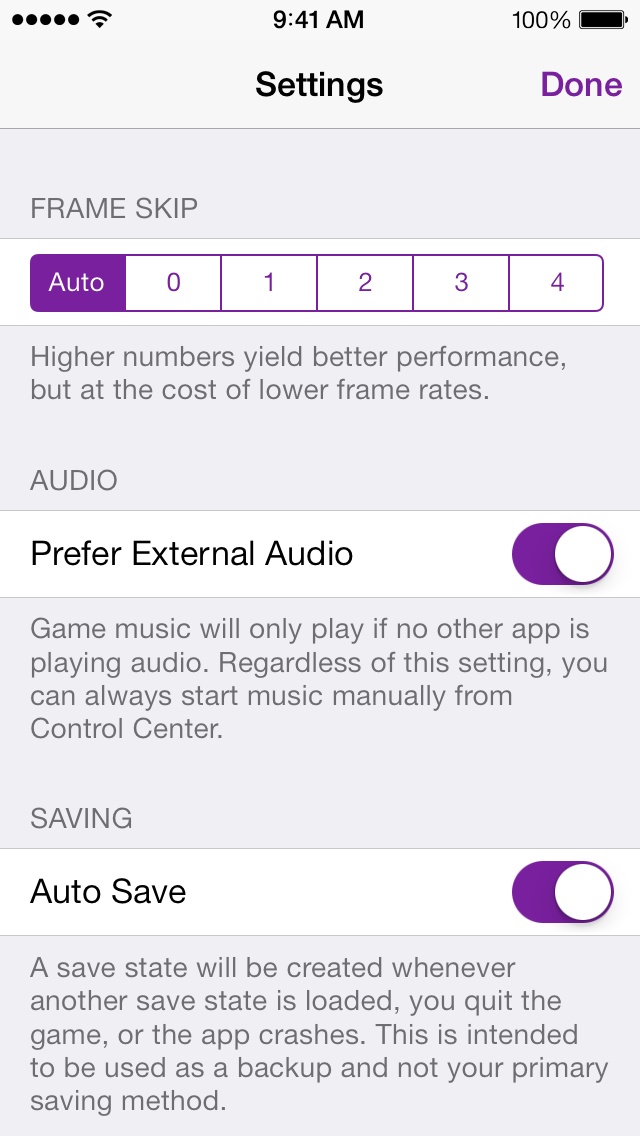 9:41 AM 100%
Settings Done
FRAME SKIP
Auto 0 1 2 3 4
Higher numbers yield better performance,
but at the cost of lower frame rates.
AUDIO
Prefer External Audio
Game music will only play if no other app is
playing audio. Regardless of this setting, you
can always start music manually from
Control Center.
SAVING
Auto Save
A save state will be created whenever
another save state is loaded, you quit the
game, or the app crashes. This is intended
to be used as a backup and not your primary
saving method.